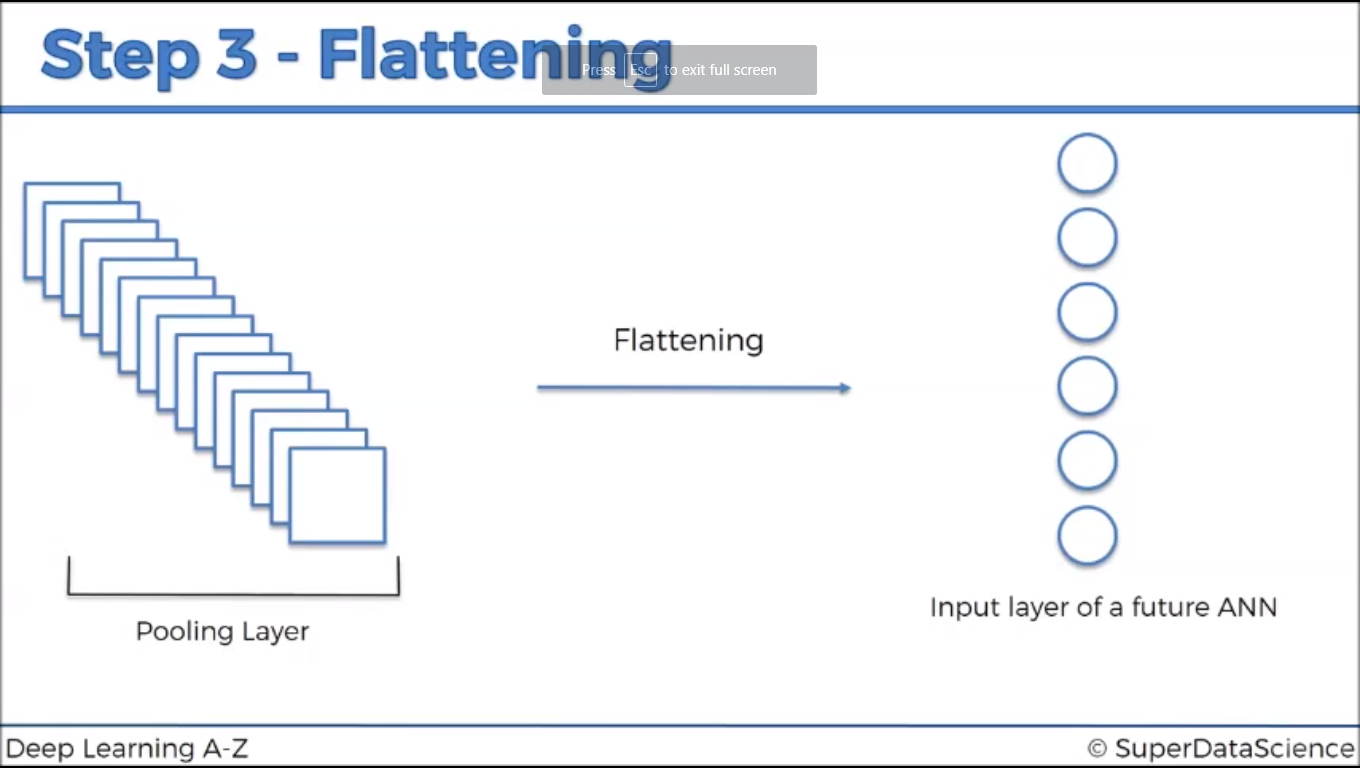 Step 3 - Flattening
Press Esc to exit full screen
Flattening
Pooling Layer
Input layer of a future ANN
Deep Learning A-Z
© SuperDataScience